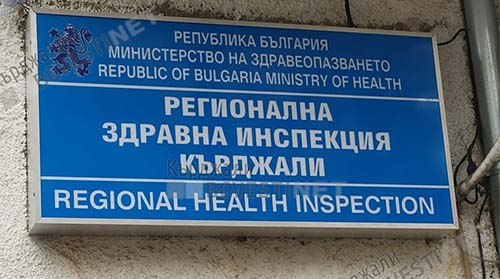 РЕПУБЛИКА БЪЛГАРИЯ
МИНИСТЕРСТВО НА ЗДРАВЕОПАЗВАНЕТО
REPUBLIC OF BULGARIA MINISTRY OF HEALTH
РЕГИОНАЛНА
ЗДРАВНА ИНСПЕКЦИЯ
КЪРДЖАЛИ
REGIONAL HEALTH INSPECTION